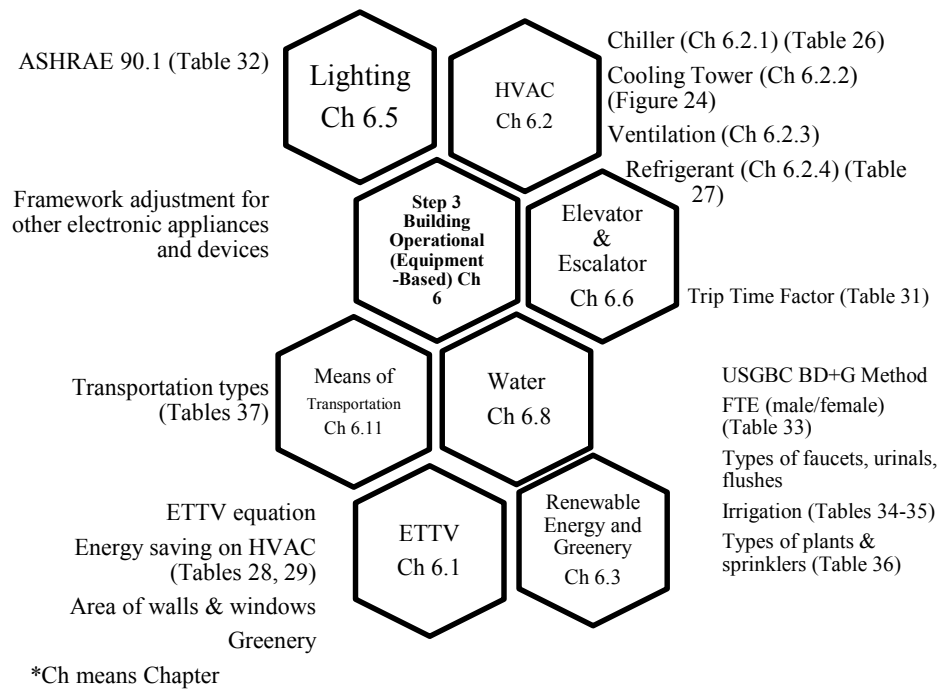 ASHRAE 90.1 (Table 32)
Lighting
Ch 6.5
HVAC
Ch 6.2
Chiller (Ch 6.2.1) (Table 26)
Cooling Tower (Ch 6.2.2)
(Figure 24)
Ventilation (Ch 6.2.3)
Refrigerant (Ch 6.2.4) (Table
27)
Framework adjustment for
other electronic appliances
and devices
Step 3
Building
Operational
(Equipment
-Based) Ch
6
Elevator
&
Escalator
Ch 6.6
Trip Time Factor (Table 31)
Transportation types
(Tables 37)
Means of
Transportation
Ch 6.11
Water
Ch 6.8
USGBC BD+G Method
FTE (male/female)
(Table 33)
Types of faucets, urinals,
flushes
Irrigation (Tables 34-35)
Types of plants &
sprinklers (Table 36)
ETTV equation
Energy saving on HVAC
(Tables 28, 29)
Area of walls & windows
Greenery
ETTV
Ch 6.1
Renewable
Energy and
Greenery
Ch 6.3
*Ch means Chapter